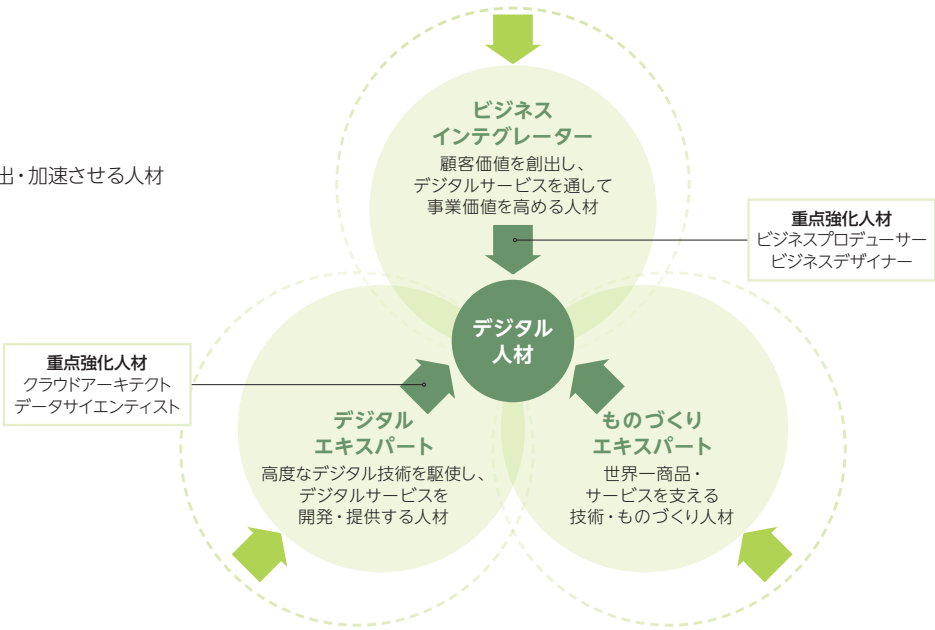 ビジネス
インテグレーター
顧客価値を創出し、
デジタルサービスを通して
事業価値を高める人材
出・加速させる人材
重点強化人材
ビジネスプロデューサー
ビジネスデザイナー
デジタル
人材
重点強化人材
クラウドアーキテクト
データサイエンティスト
デジタル
エキスパート
高度なデジタル技術を駆使し、
デジタルサービスを
開発・提供する人材
ものづくり
エキスパート
世界一商品・
サービスを支える
技術・ものづくり人材